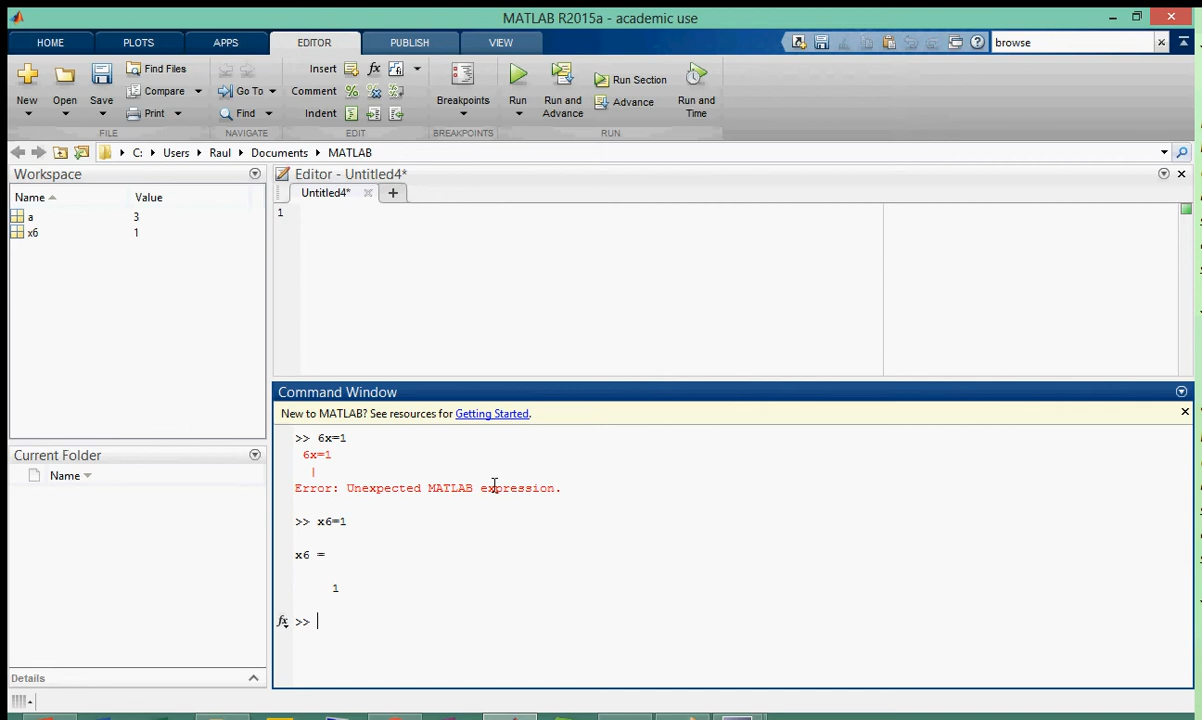 MATLAB R2015a - academic use
HOME PLOTS APPS EDITOR PUBLISH VIEW browse
Find Files Insert fx
Compare Go To Comment Run Section
New Open Save Print Find Indent Breakpoints Run Run and Advance Advance Run and Time
FILE NAVIGATE EDIT BREAKPOINTS RUN
C: Users Raul Documents MATLAB
Workspace
Name Value
a 3
x6 1
Current Folder
Name
Details
Editor - Untitled4*
Untitled4* +
1
Command Window
New to MATLAB? See resources for Getting Started.
>> 6x=1
6x=1
|
Error: Unexpected MATLAB expression.
>> x6=1
x6 =
1
fx >>